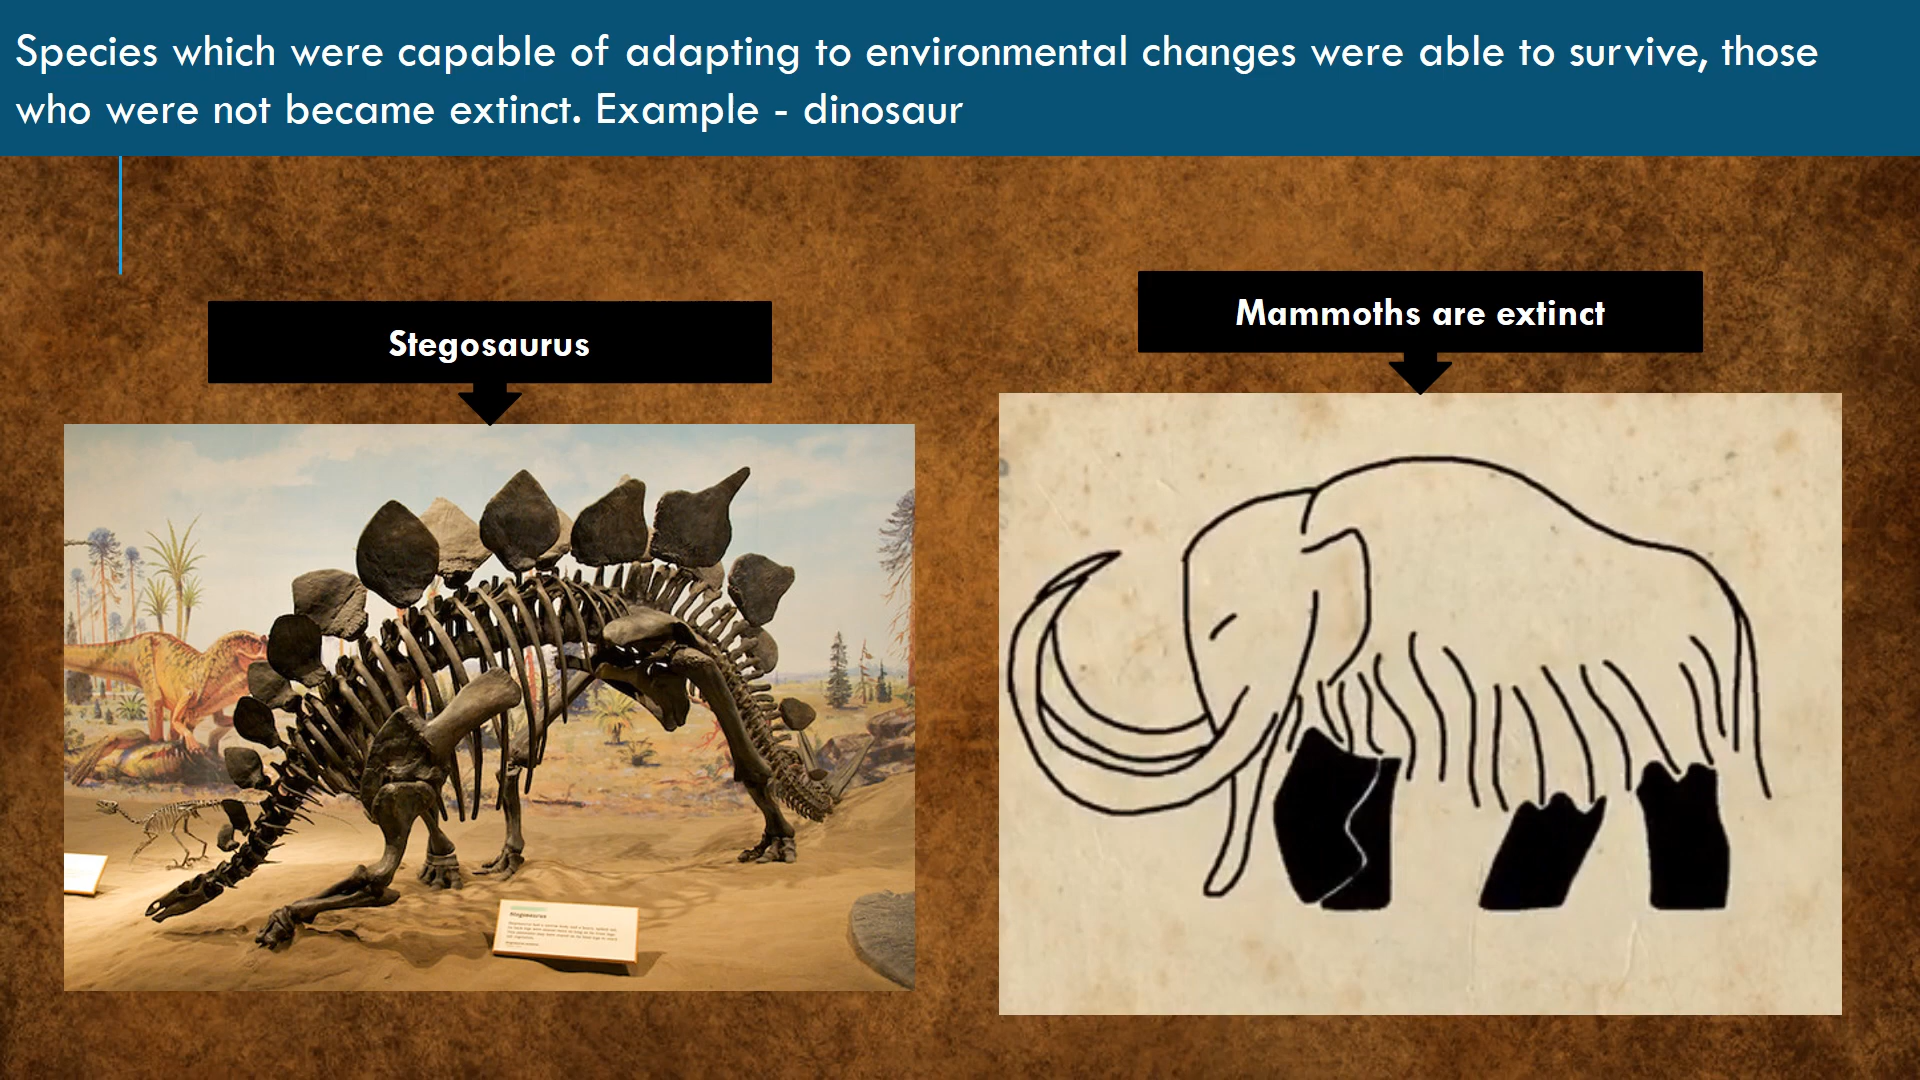 Species which were capable of adapting to environmental changes were able to survive, those
who were not became extinct. Example - dinosaur
Mammoths are extinct
Stegosaurus
Stegosaurus